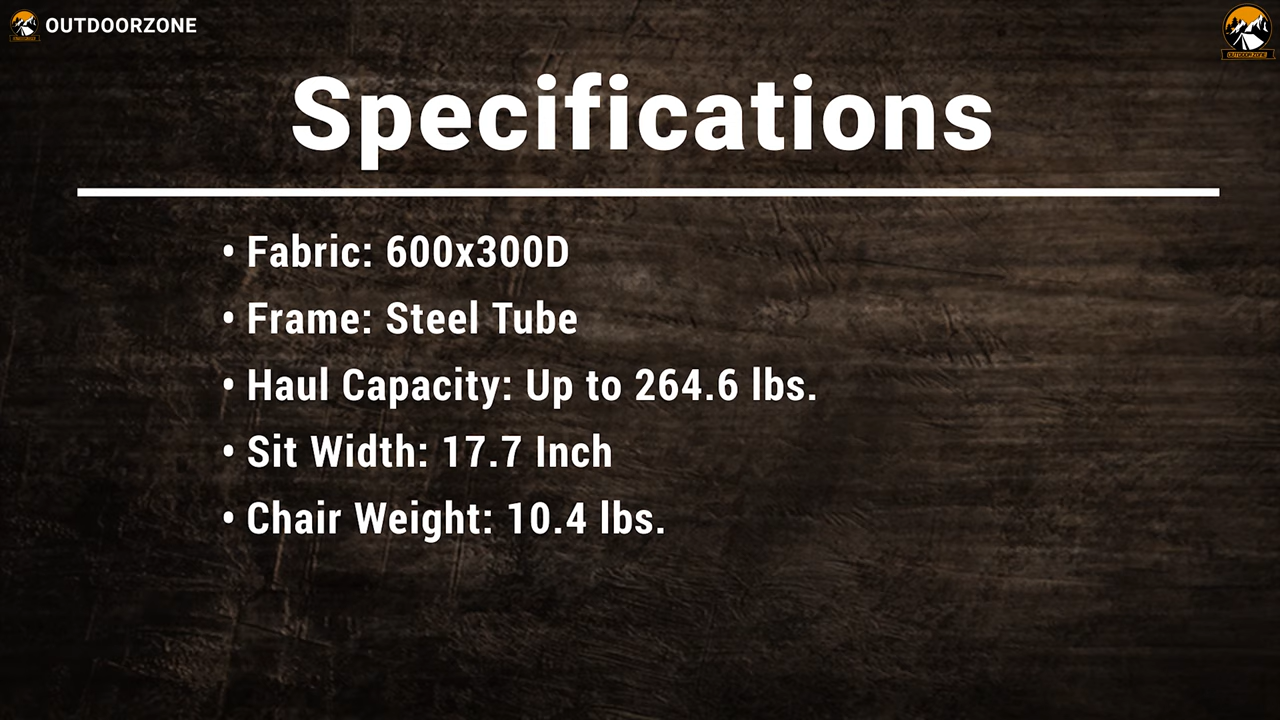 OUTDOORZONE
Specifications
• Fabric: 600x300D
• Frame: Steel Tube
• Haul Capacity: Up to 264.6 lbs.
• Sit Width: 17.7 Inch
• Chair Weight: 10.4 lbs.
OUTDOORZONE